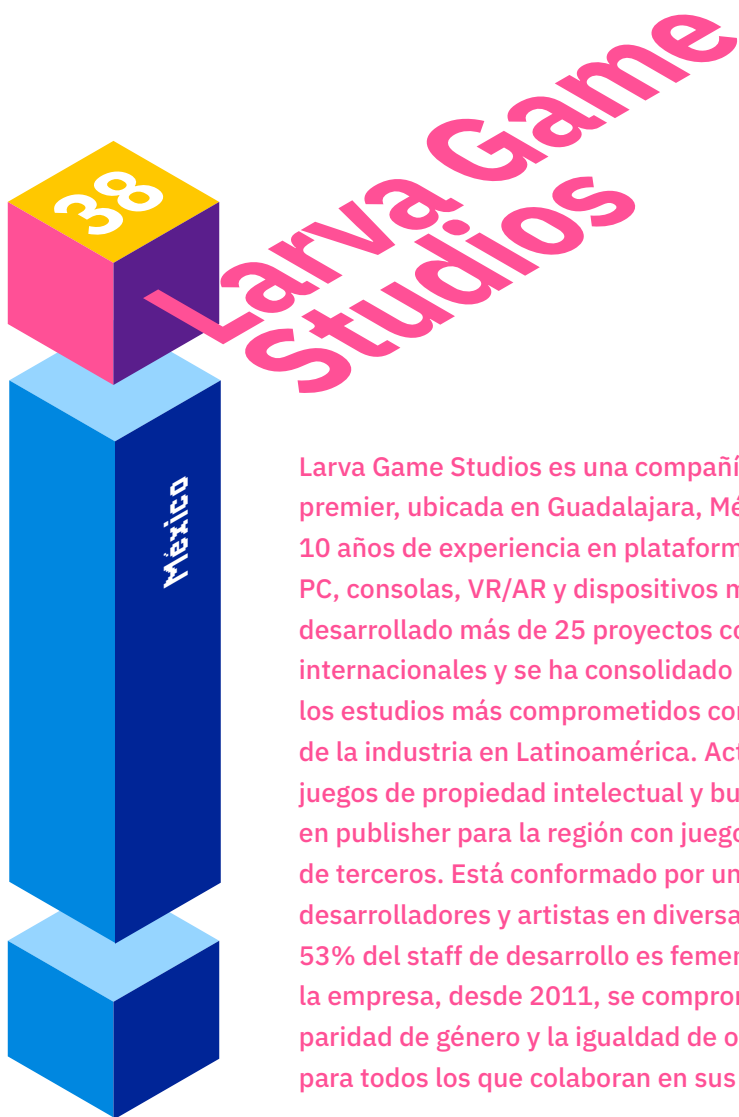 38
Larva Game
Studios
México
Larva Game Studios es una compañí
premier, ubicada en Guadalajara, Mé
10 años de experiencia en plataform
PC, consolas, VR/AR y dispositivos m
desarrollado más de 25 proyectos co
internacionales y se ha consolidado
los estudios más comprometidos con
de la industria en Latinoamérica. Act
juegos de propiedad intelectual y bu
en publisher para la región con juego
de terceros. Está conformado por un
desarrolladores y artistas en diversa
53% del staff de desarrollo es femen
la empresa, desde 2011, se comprom
paridad de género y la igualdad de o
para todos los que colaboran en sus